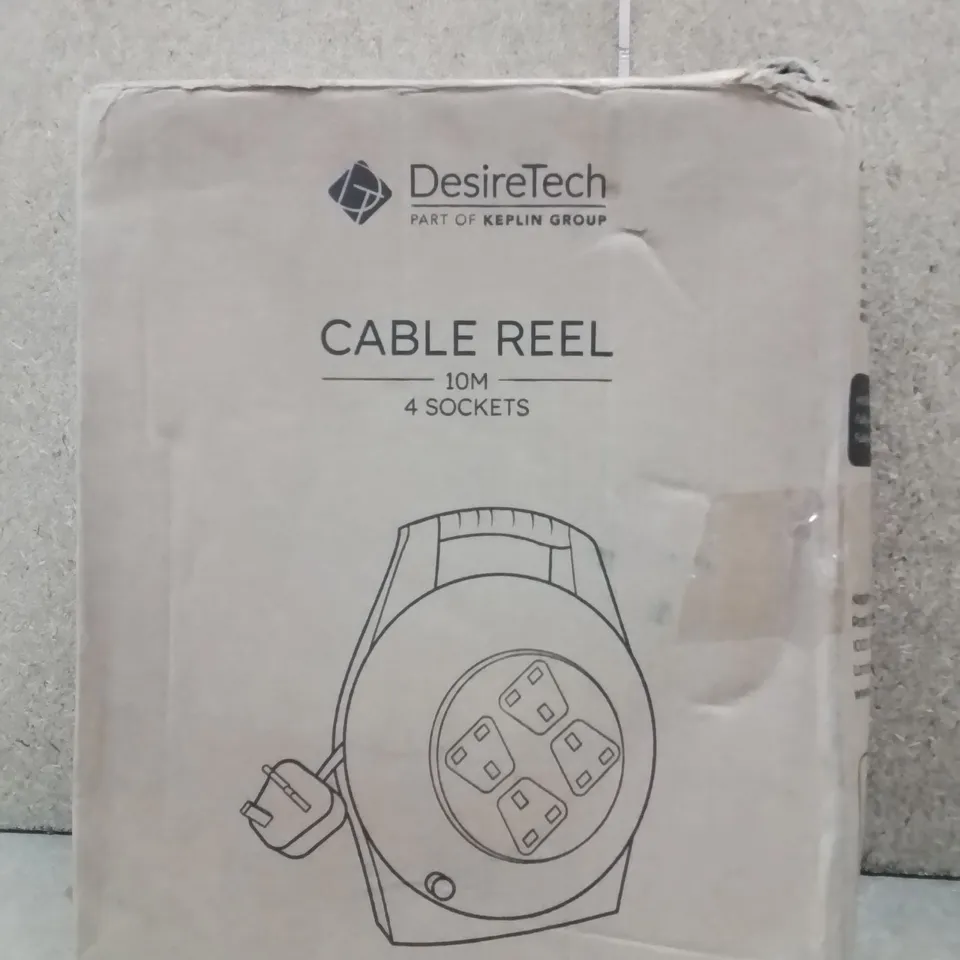 DesireTech
PART OF KEPLIN GROUP
CABLE REEL
10M
4 SOCKETS